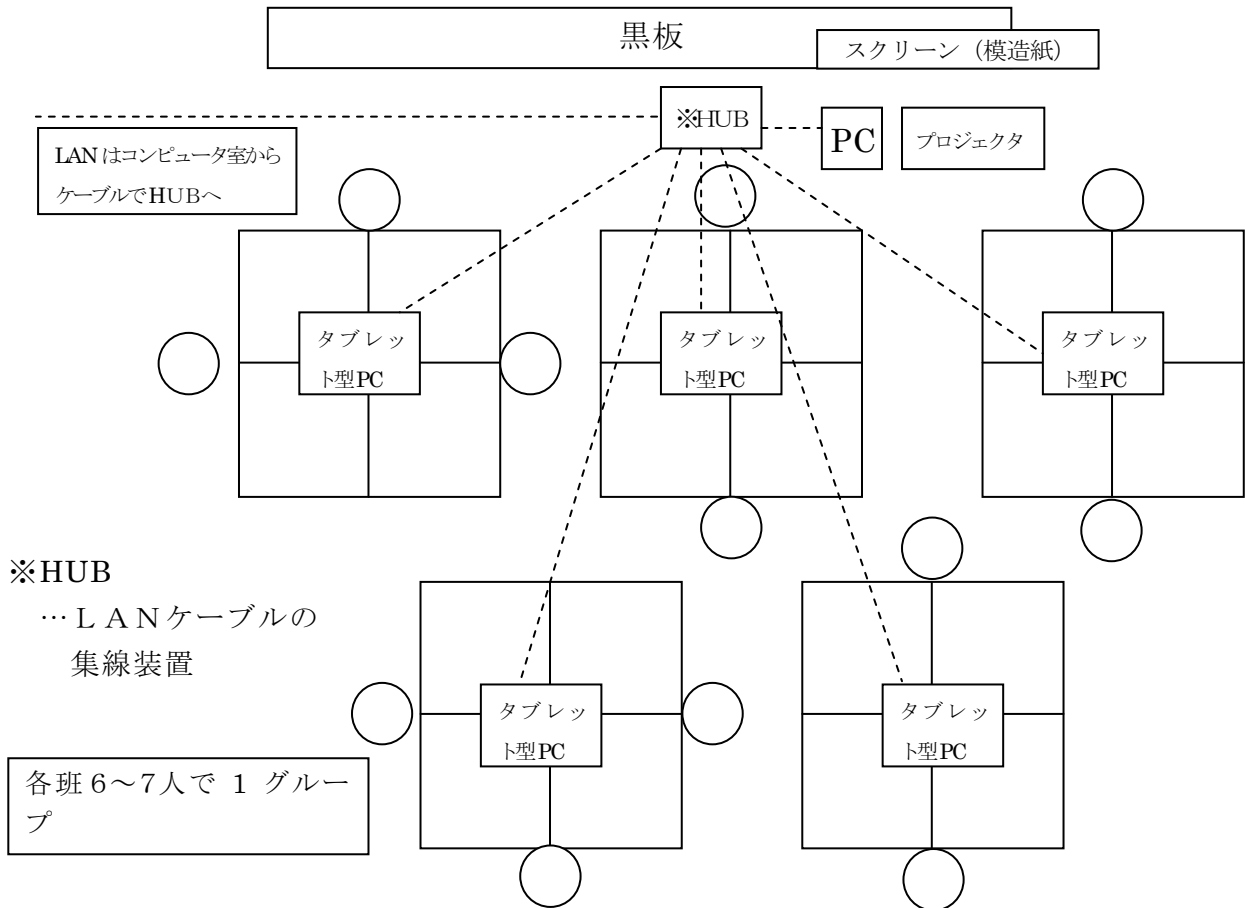 黒板
スクリーン（模造紙）
※HUB
PC
プロジェクタ
LANはコンピュータ室から
ケーブルでHUBへ
タブレッ
ト型PC
タブレッ
ト型PC
タブレッ
ト型PC
※HUB
…ＬＡＮケーブルの
集線装置
タブレッ
ト型PC
タブレッ
ト型PC
各班６～７人で １ グルー
プ